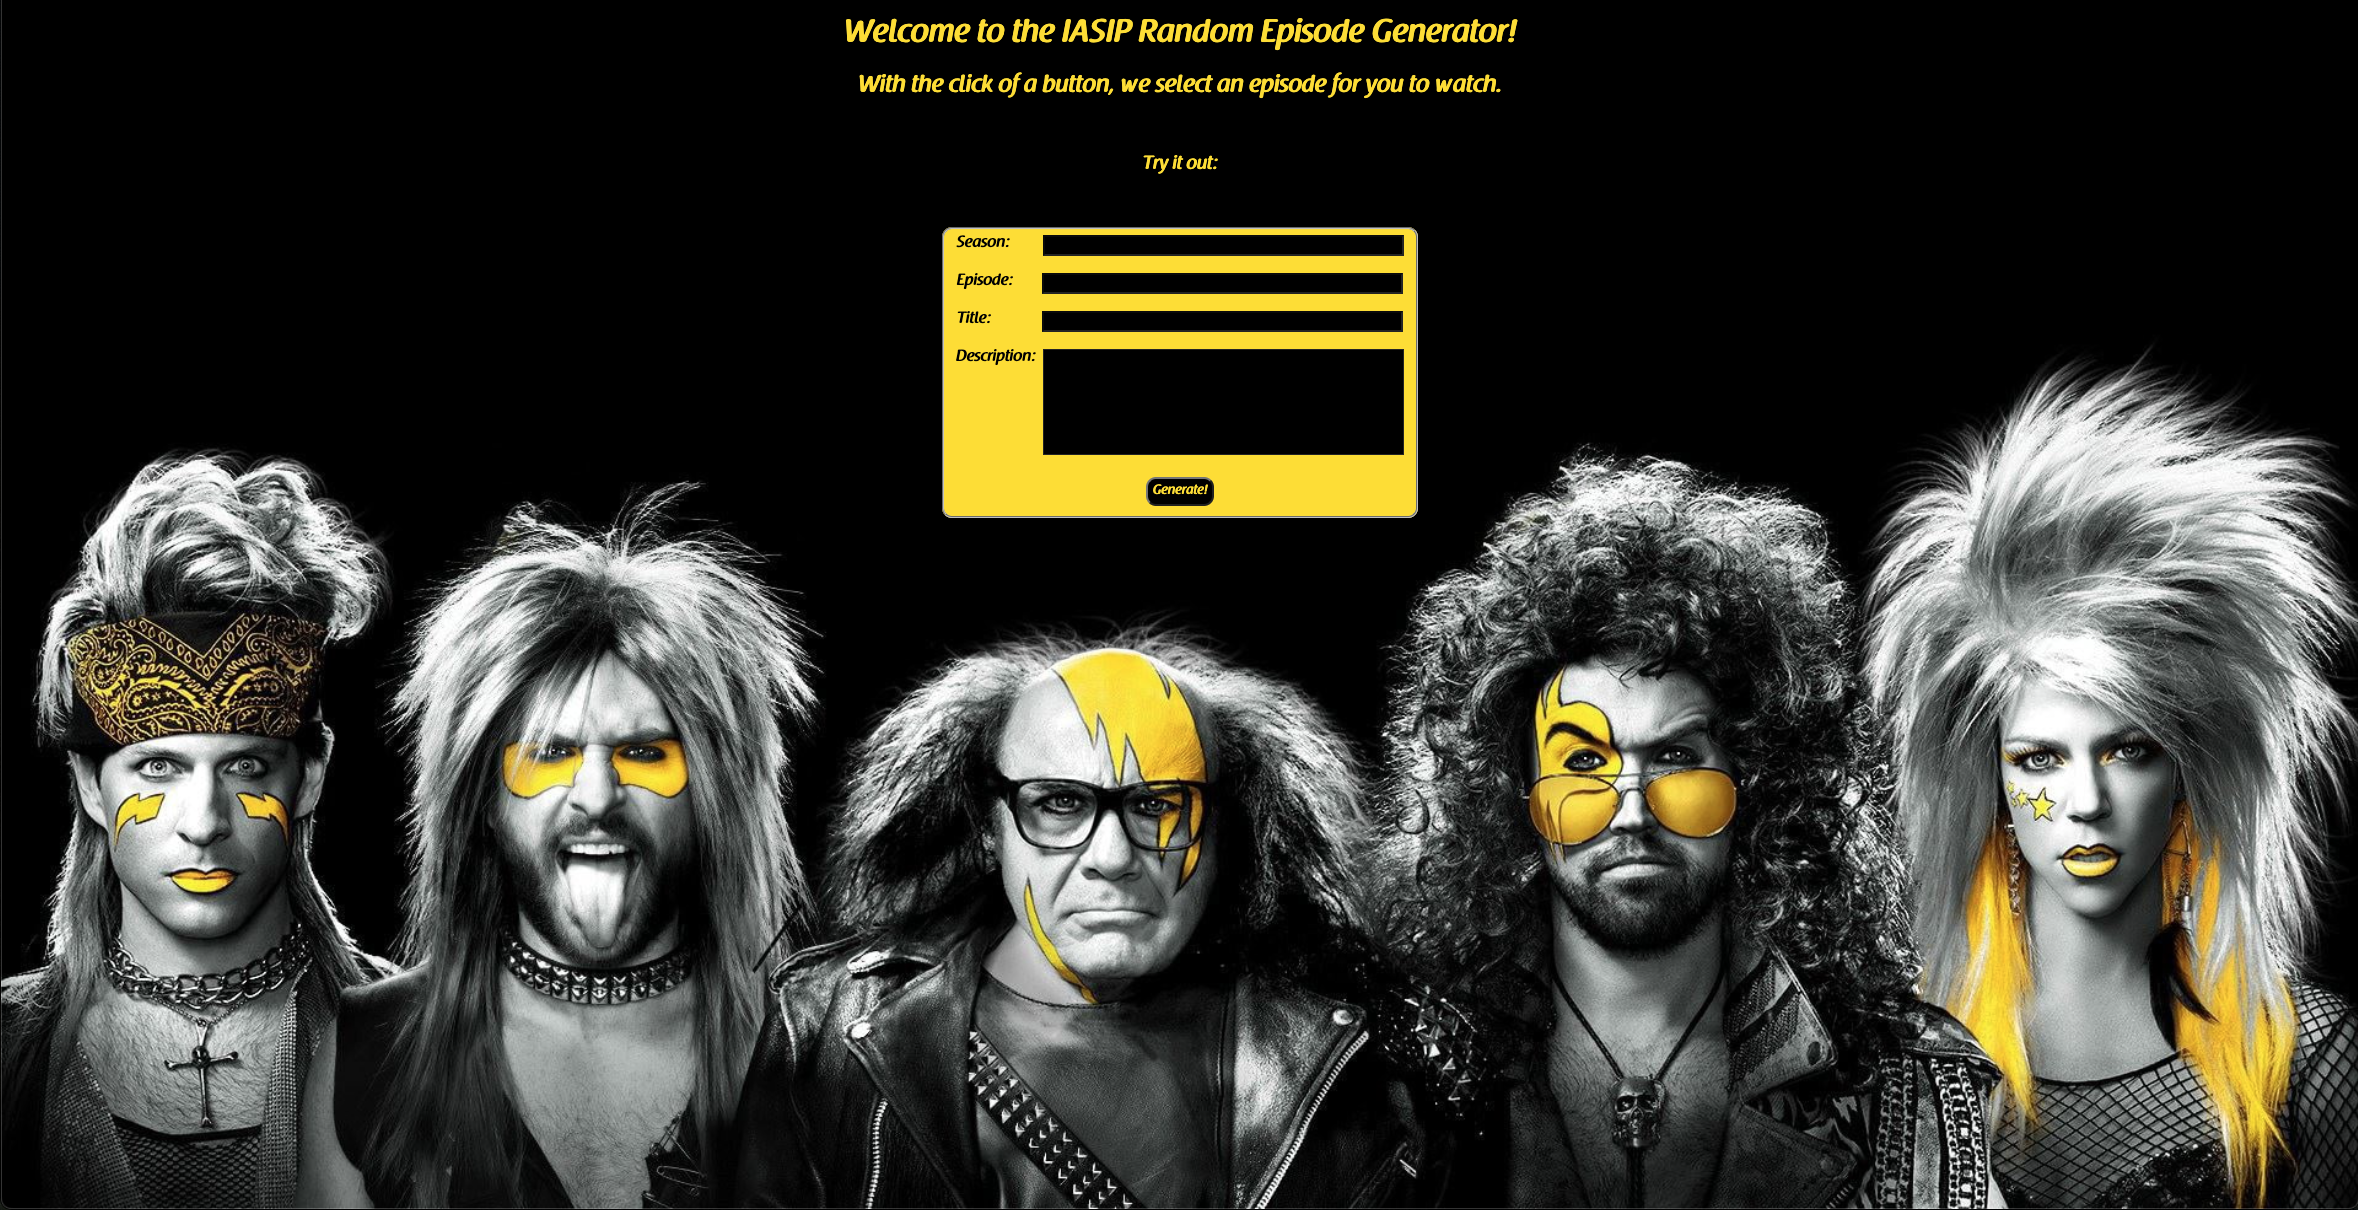 Welcome to the IASIP Random Episode Generator!
With the click of a button, we select an episode for you to watch.
Try it out:
Season:
Episode:
Title:
Description:
Generate!